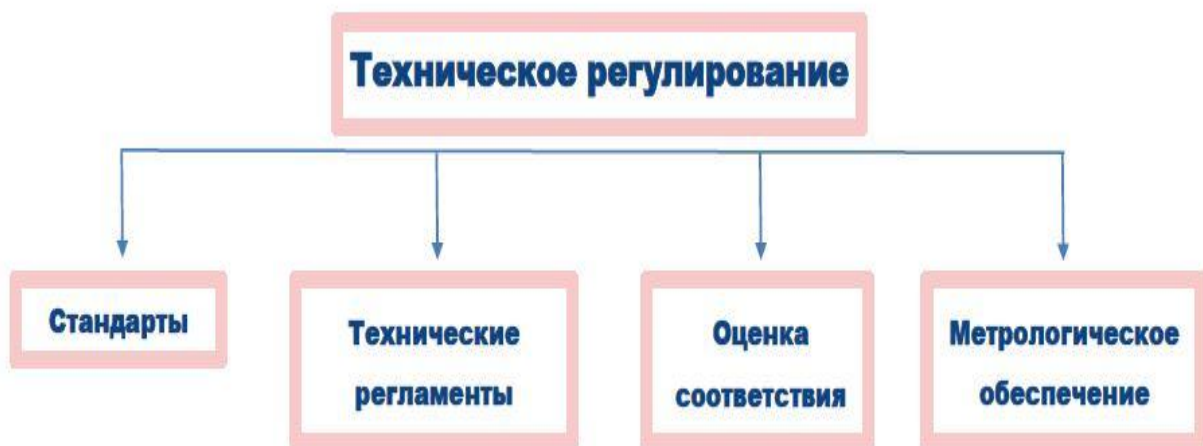 Техническое регулирование
Стандарты
Технические
регламенты
Оценка
соответствия
Метрологическое
обеспечение